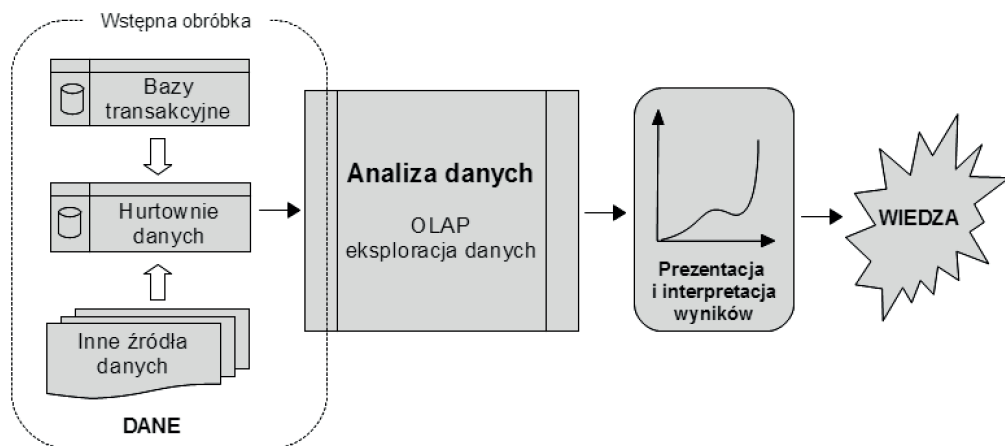 Wstępna obróbka
Bazy
transakcyjne
Hurtownie
danych
Inne źródła
danych
DANE
Analiza danych
OLAP
eksploracja danych
Prezentacja
i interpretacja
wyników
WIEDZA